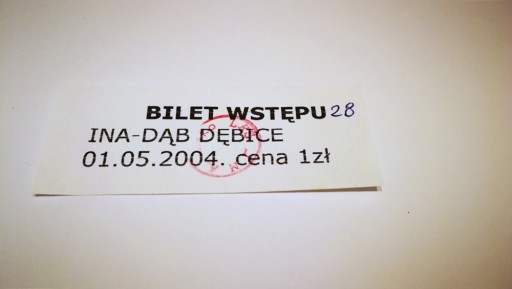 BILET WSTĘPU 28
INA-DĄB DĘBICE
01.05.2004. cena 1zł